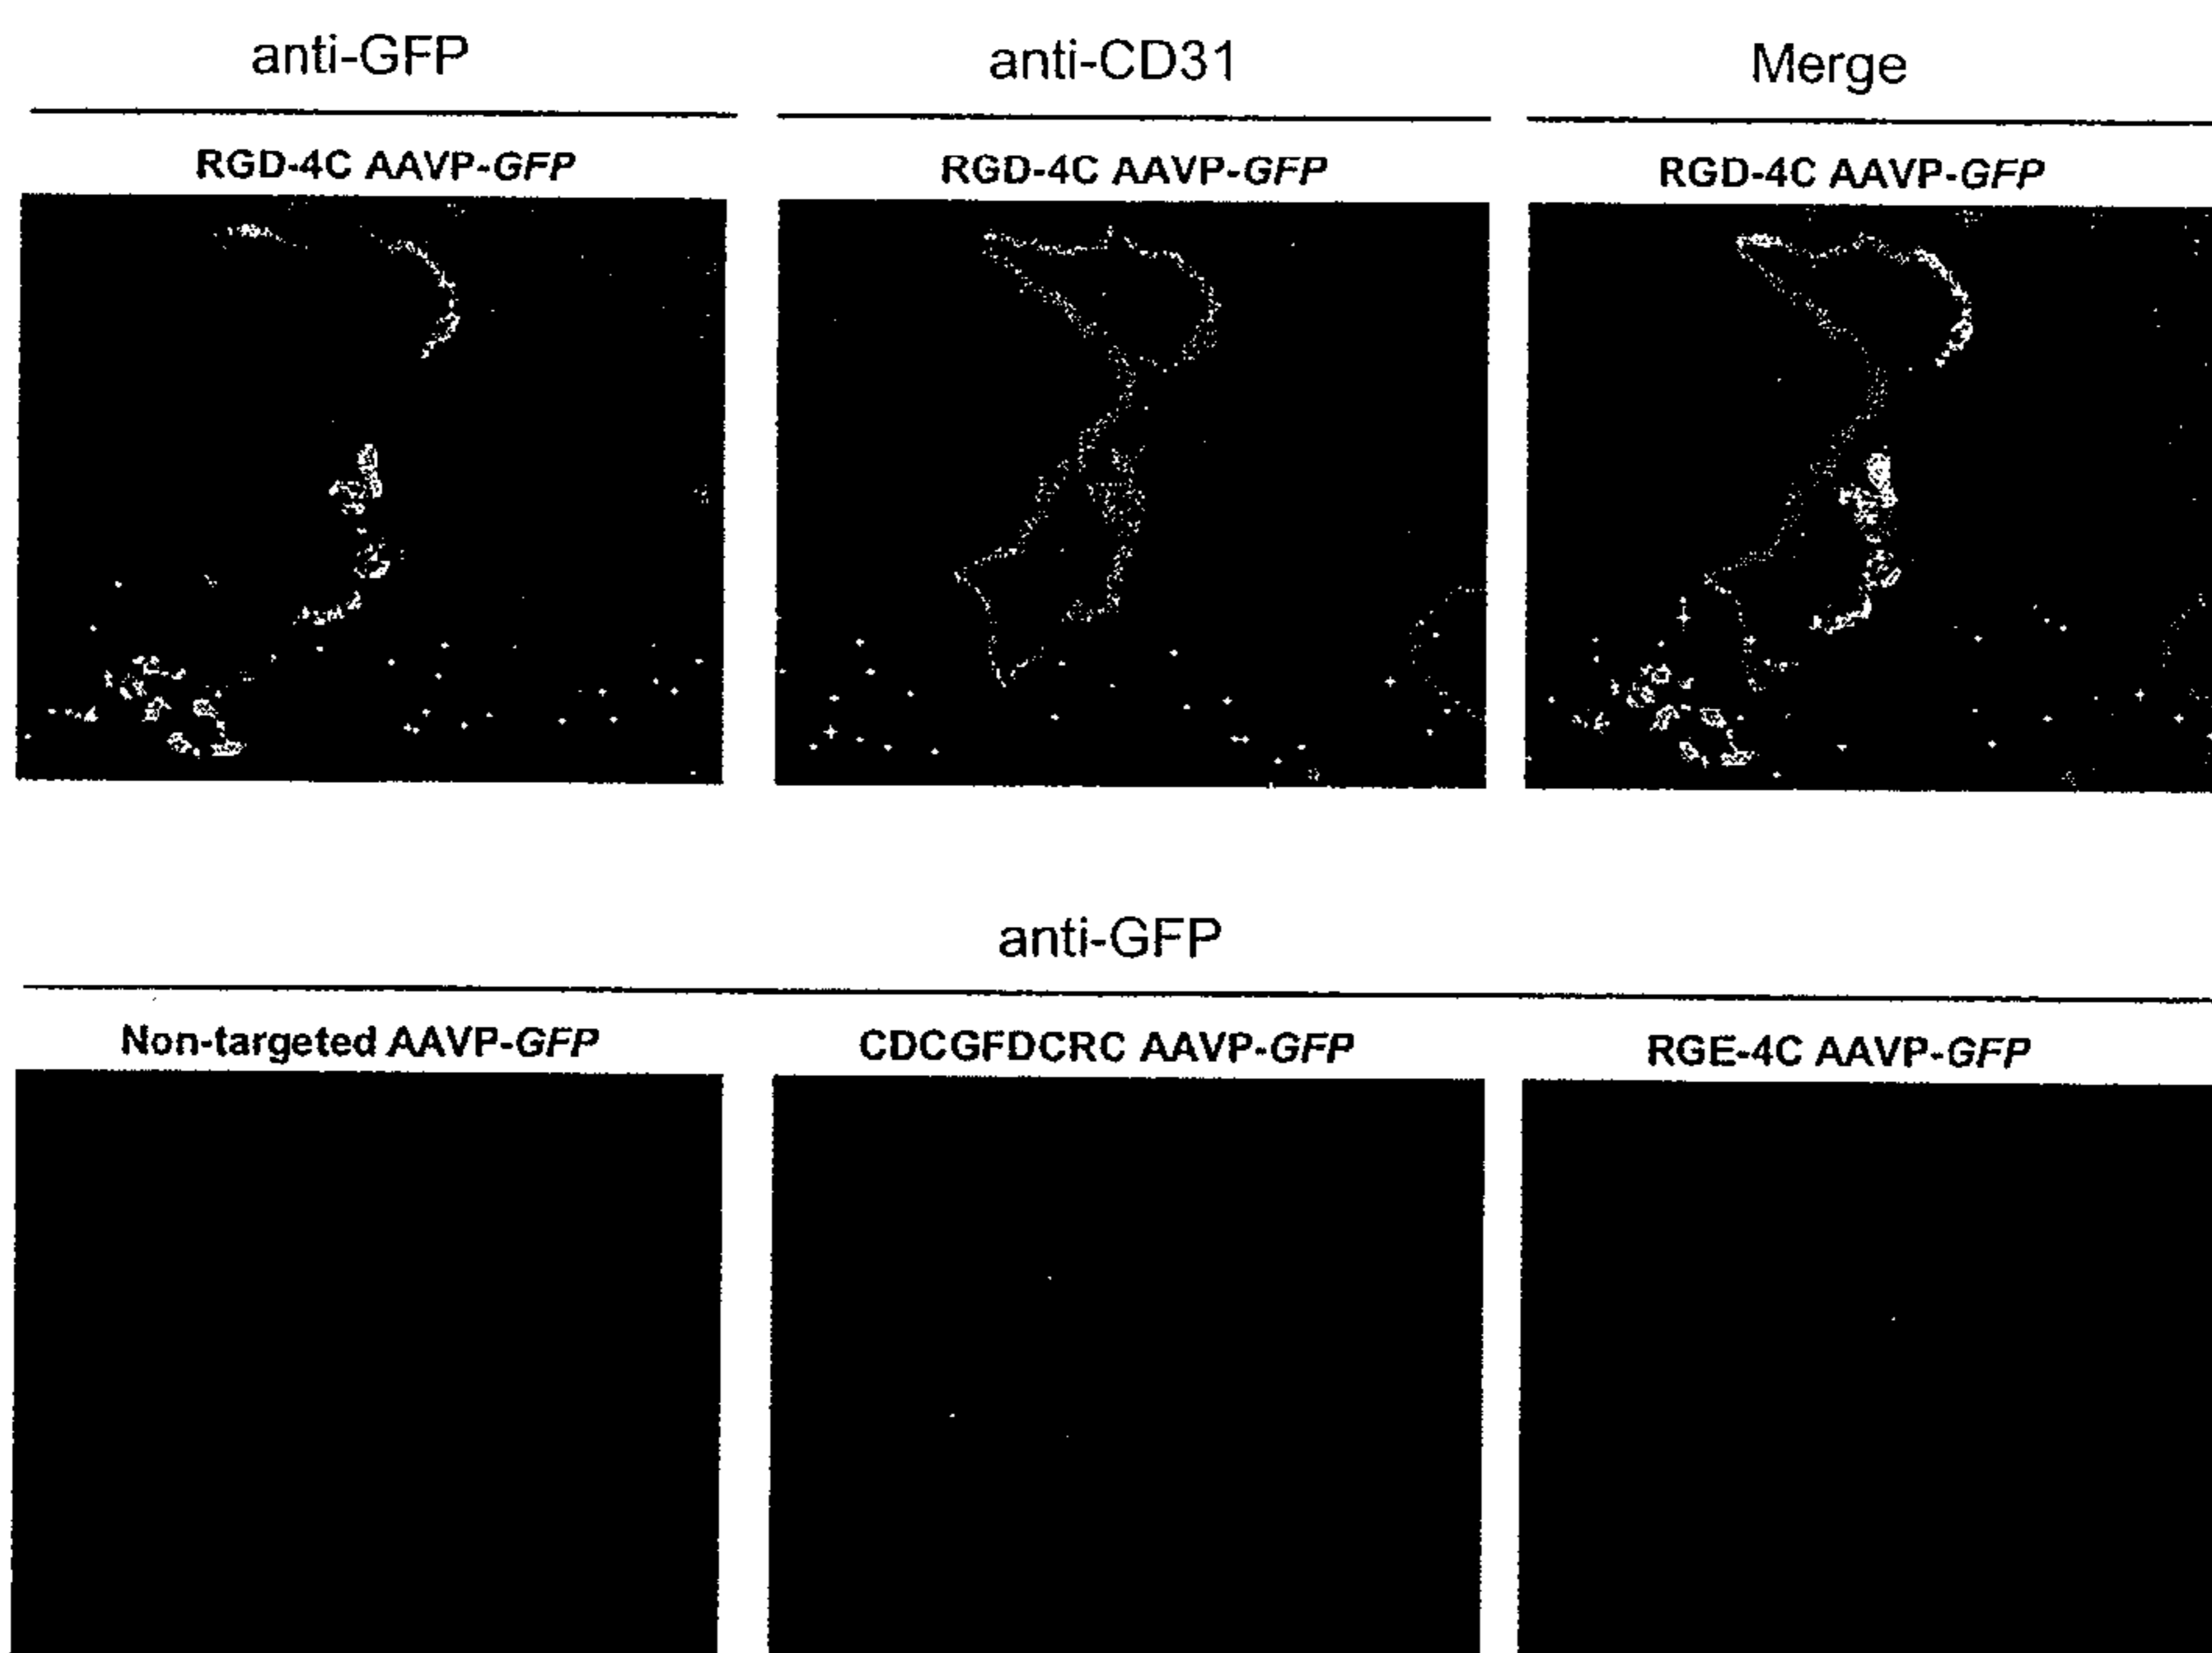 anti-GFP anti-CD31 Merge
RGD-4C AAVP-GFP RGD-4C AAVP-GFP RGD-4C AAVP-GFP
anti-GFP
Non-targeted AAVP-GFP CDCGFDCRC AAVP-GFP RGE-4C AAVP-GFP